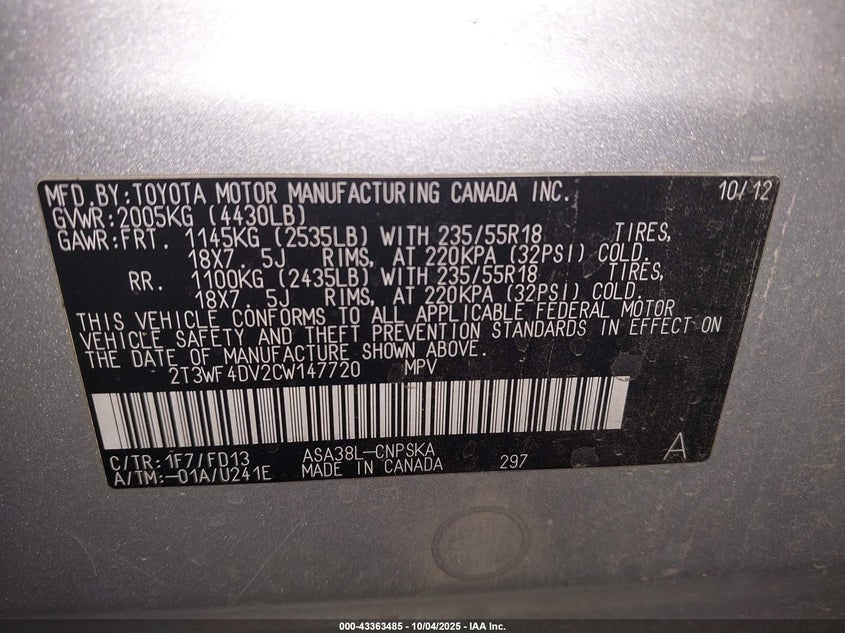 MFD.BY:TOYOTA MOTOR MANUFACTURING CANADA INC. 10/12
GVWR:2005KG (4430LB)
GAWR:FRT. 1145KG (2535LB) WITH 235/55R18 TIRES,
18X7. 5J RIMS, AT 220KPA (32PSI) COLD.
RR. 1100KG (2435LB) WITH 235/55R18 TIRES,
18X7. 5J RIMS, AT 220KPA (32PSI) COLD.
THIS VEHICLE CONFORMS TO ALL APPLICABLE FEDERAL MOTOR
VEHICLE SAFETY AND THEFT PREVENTION STANDARDS IN EFFECT ON
THE DATE OF MANUFACTURE SHOWN ABOVE.
2T3WF4DV2CW147720 MPV
C/TR:1F7/FD13 ASA38L-CNPSKA
A/TM:-01A/U241E MADE IN CANADA 297 A
000-43363485 - 10/04/2025 - IAA Inc.